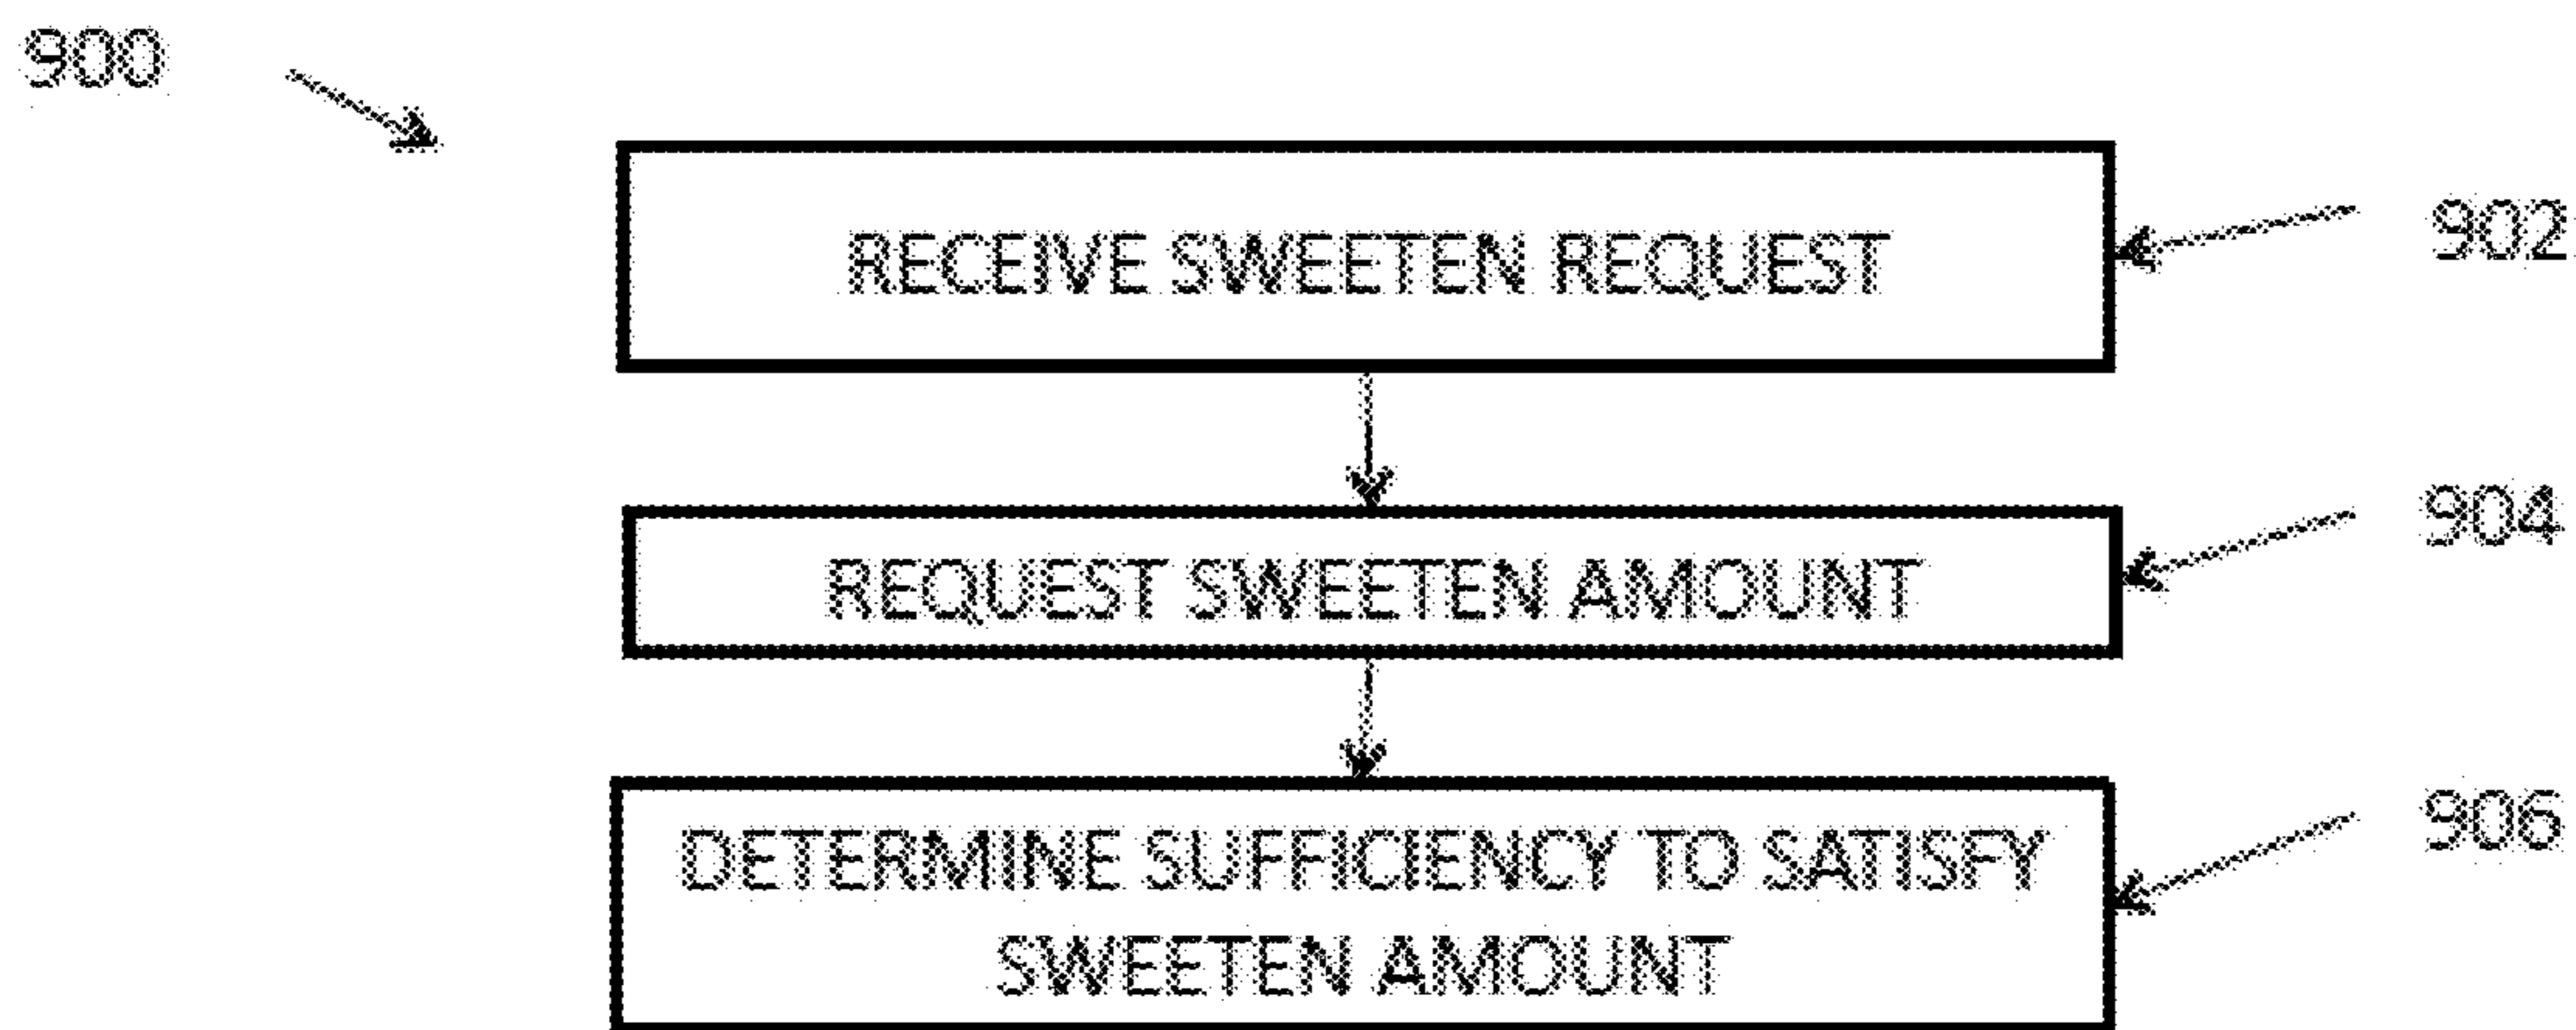 900
RECEIVE SWEETEN REQUEST
902
REQUEST SWEETEN AMOUNT
904
DETERMINE SUFFICIENCY TO SATISFY
SWEETEN AMOUNT
906